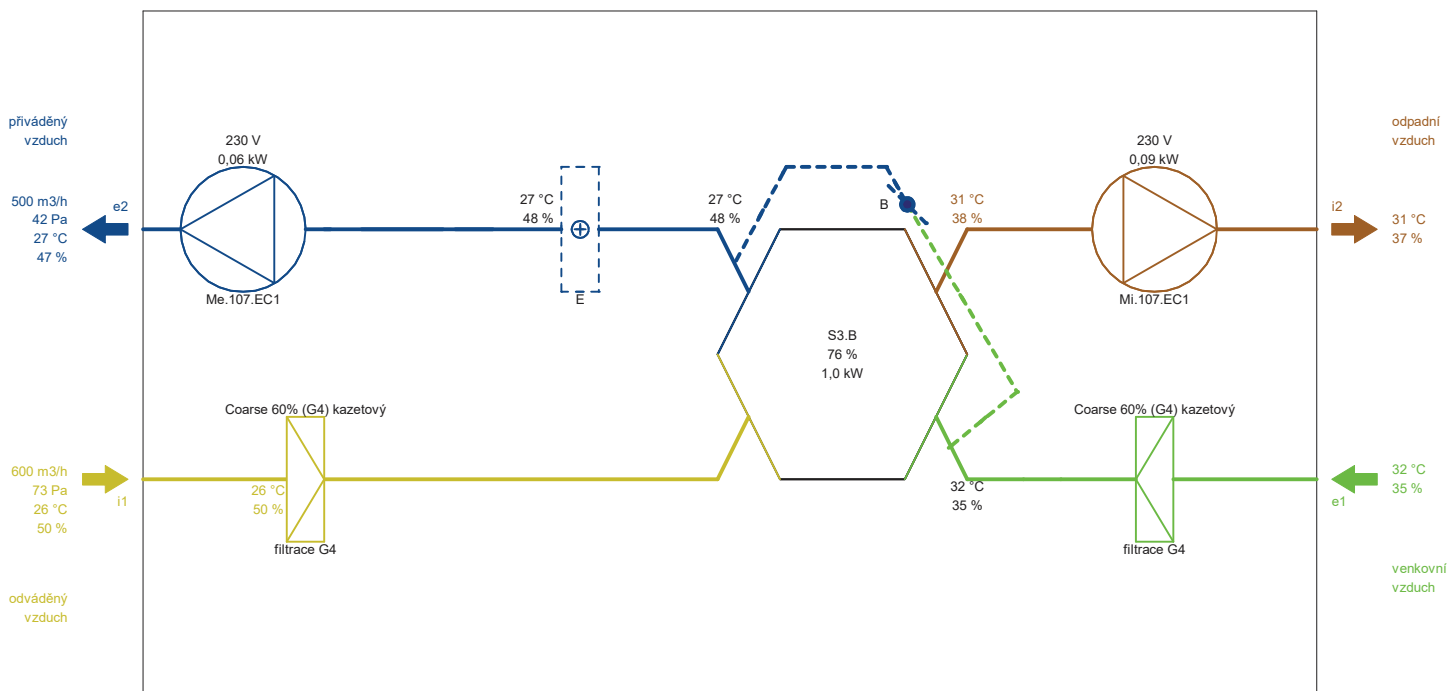 přiváděný
vzduch
500 m3/h
42 Pa
27 °C
47 %
e2
230 V
0,06 kW
Me.107.EC1
27 °C
48 %
E
27 °C
48 %
B
31 °C
38 %
230 V
0,09 kW
Mi.107.EC1
odpadní
vzduch
i2
31 °C
37 %
S3.B
76 %
1,0 kW
Coarse 60% (G4) kazetový
600 m3/h
73 Pa
26 °C
50 %
i1
26 °C
50 %
filtrace G4
odváděný
vzduch
32 °C
35 %
Coarse 60% (G4) kazetový
filtrace G4
e1
32 °C
35 %
venkovní
vzduch